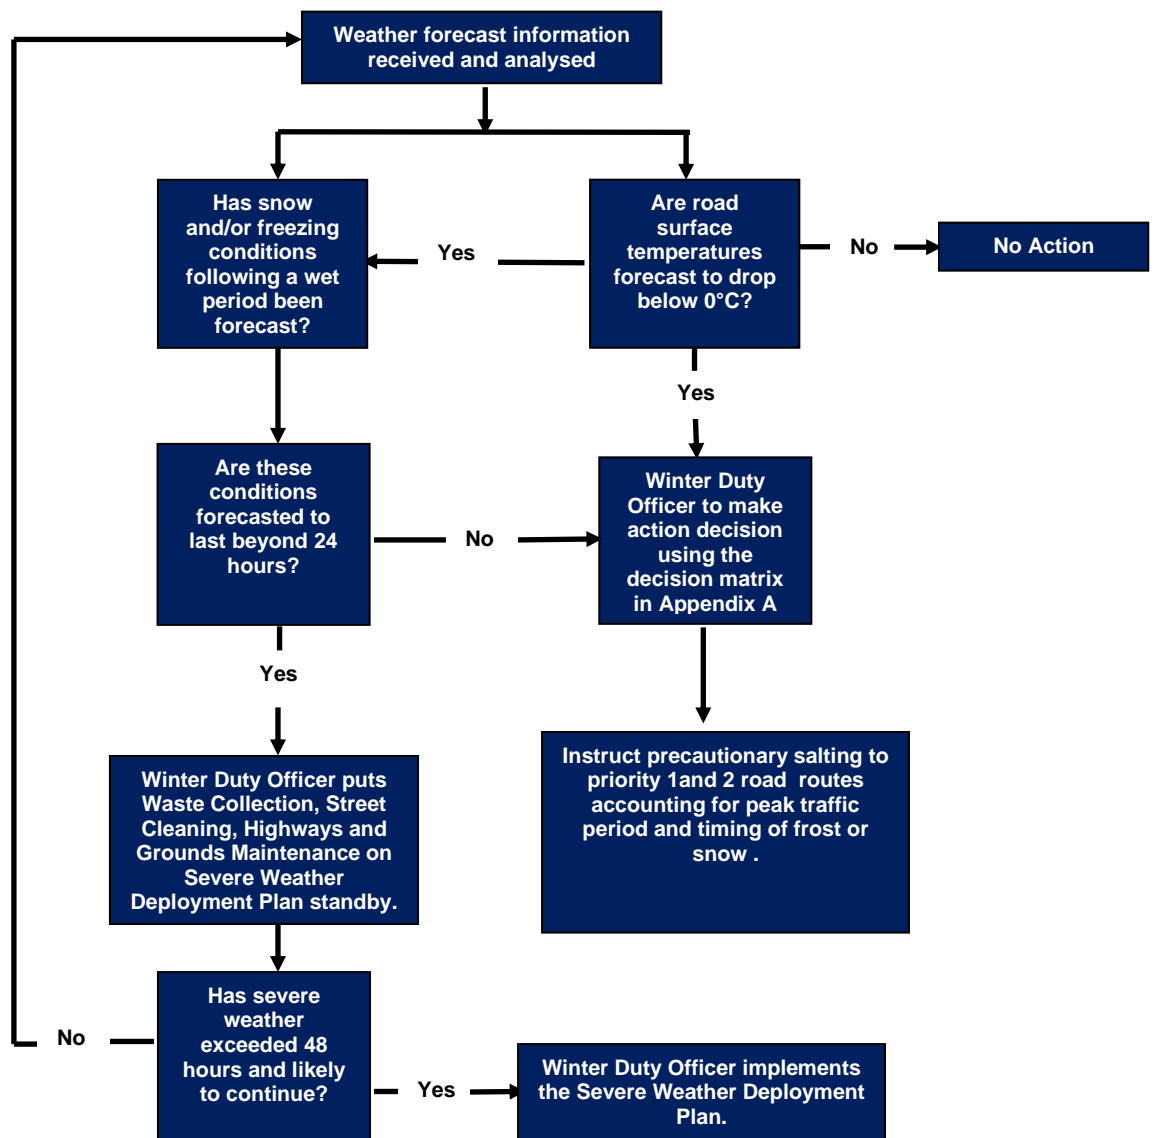 Weather forecast information
received and analysed
Has snow
and/or freezing
conditions
following a wet
period been
forecast?
Yes
Are road
surface
temperatures
forecast to drop
below 0°C?
No
No Action
Yes
Are these
conditions
forecasted to
last beyond 24
hours?
No
Winter Duty
Officer to make
action decision
using the
decision matrix
in Appendix A
Yes
Winter Duty Officer puts
Waste Collection, Street
Cleaning, Highways and
Grounds Maintenance on
Severe Weather
Deployment Plan standby.
Instruct precautionary salting to
priority 1and 2 road routes
accounting for peak traffic
period and timing of frost or
snow .
No
Has severe
weather
exceeded 48
hours and likely
to continue?
Yes
Winter Duty Officer implements
the Severe Weather Deployment
Plan.